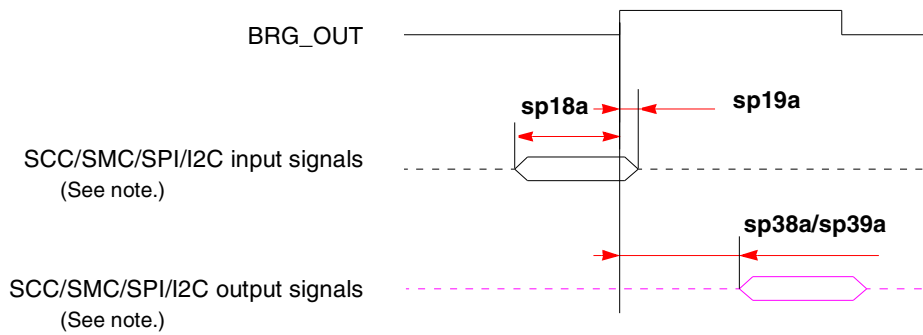 BRG_OUT
sp18a
sp19a
SCC/SMC/SPI/I2C input signals
(See note.)
sp38a/sp39a
SCC/SMC/SPI/I2C output signals
(See note.)